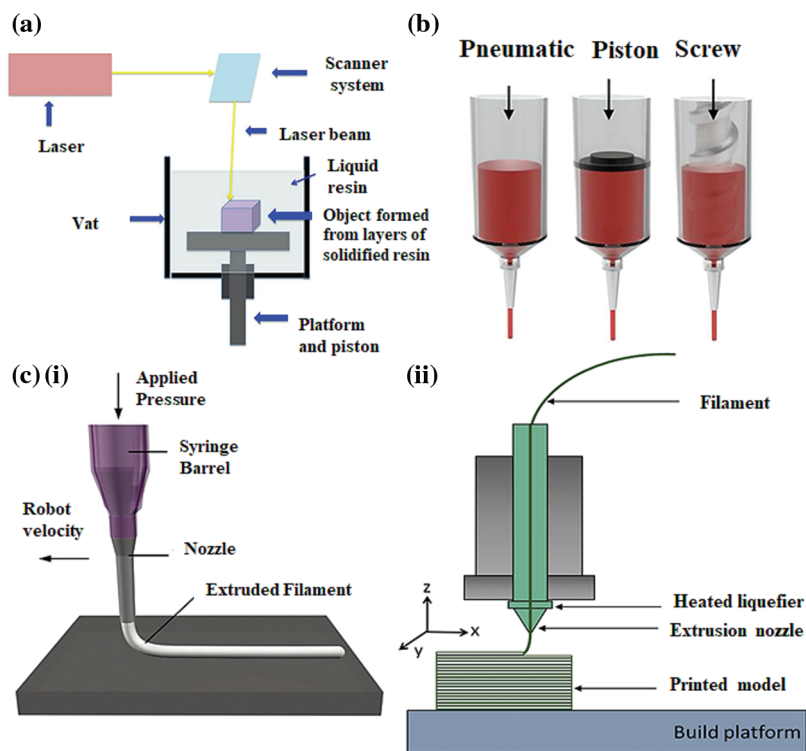 (a)
Laser
Scanner
system
Laser beam
Liquid
resin
Vat
Object formed
from layers of
solidified resin
Platform
and piston
(b)
Pneumatic
Piston
Screw
(c) (i)
Applied
Pressure
Syringe
Barrel
Robot
velocity
Nozzle
Extruded Filament
(ii)
Filament
Heated liquefier
Extrusion nozzle
z
x
y
Printed model
Build platform